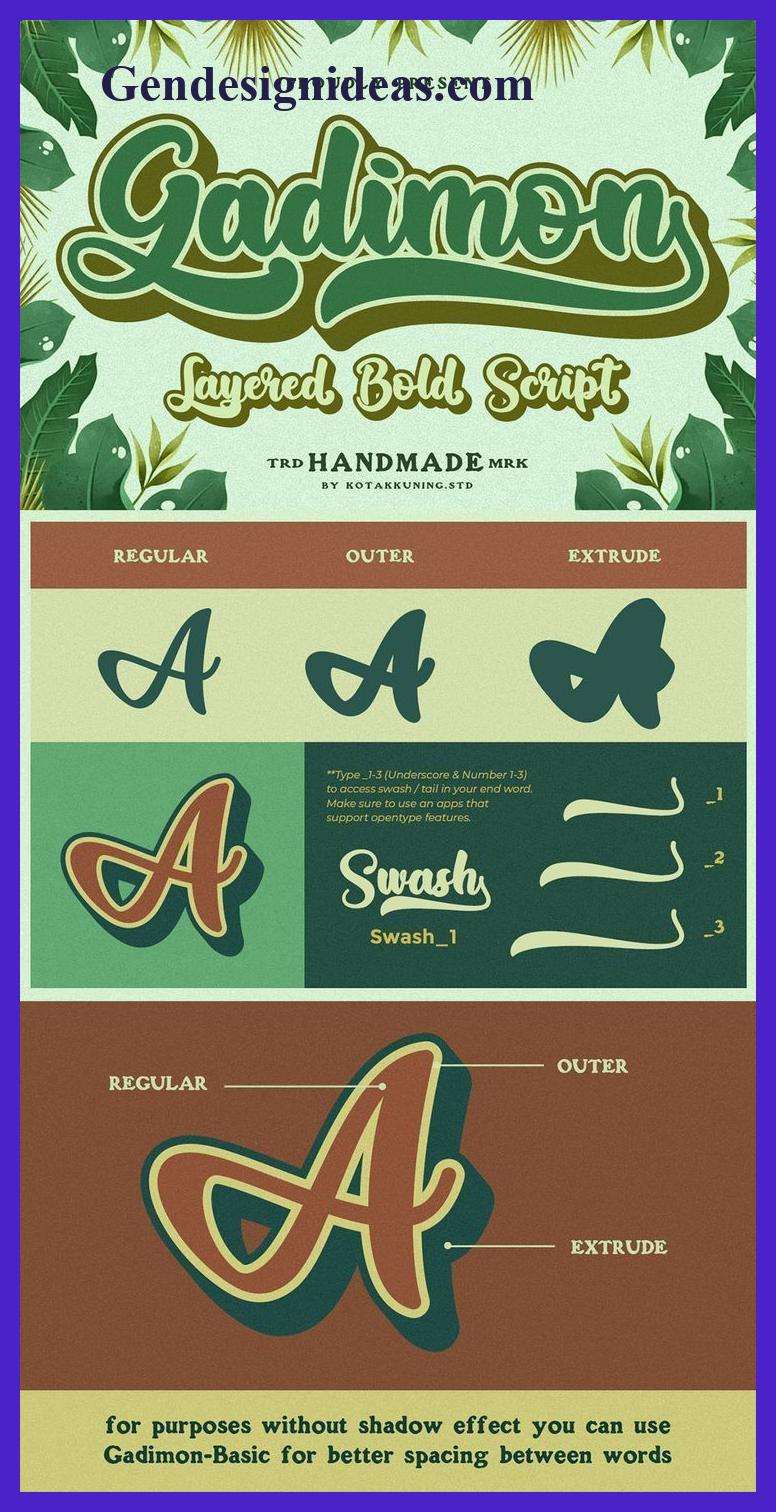 Gendesignideas.com
PROUDLY PRESENT
Gadimon
Layered Bold Script
TRD HANDMADE MRK
BY KOTAKKUNING.STD
REGULAR OUTER EXTRUDE
A A A
A
**Type _1-3 (Underscore & Number 1-3)
to access swash / tail in your end word.
Make sure to use an apps that
support opentype features.
Swash
Swash_1
_1
_2
_3
REGULAR
OUTER
A
EXTRUDE
for purposes without shadow effect you can use
Gadimon-Basic for better spacing between words